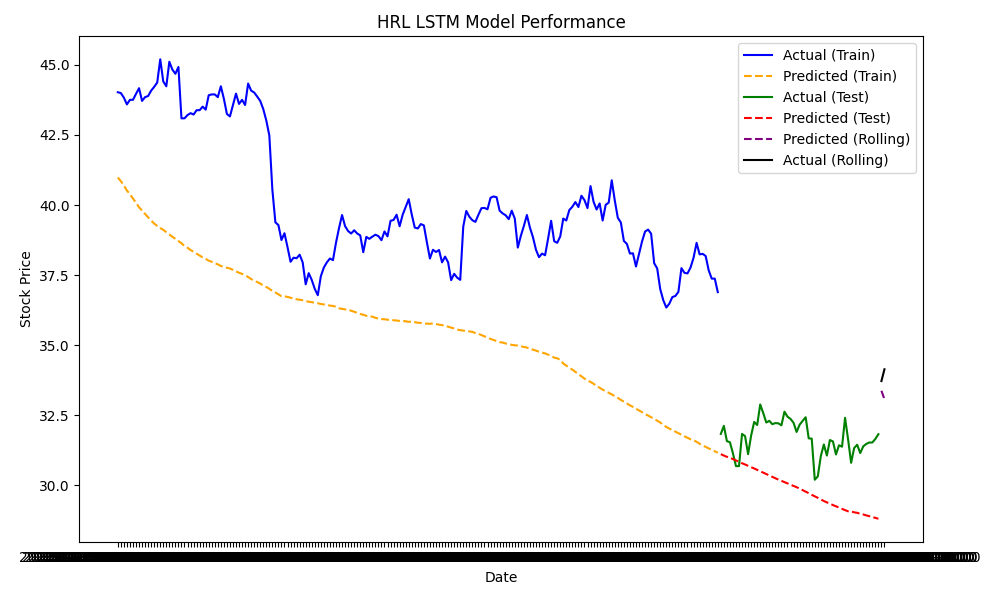 HRL LSTM Model Performance
Actual (Train)
Predicted (Train)
Actual (Test)
Predicted (Test)
Predicted (Rolling)
Actual (Rolling)
Stock Price
45.0
42.5
40.0
37.5
35.0
32.5
30.0
Date